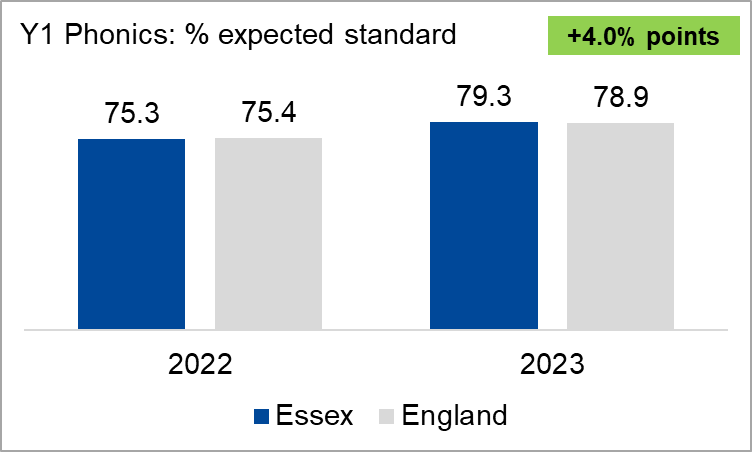 Y1 Phonics: % expected standard
+4.0% points
75.3 75.4 79.3 78.9
2022 2023
Essex England